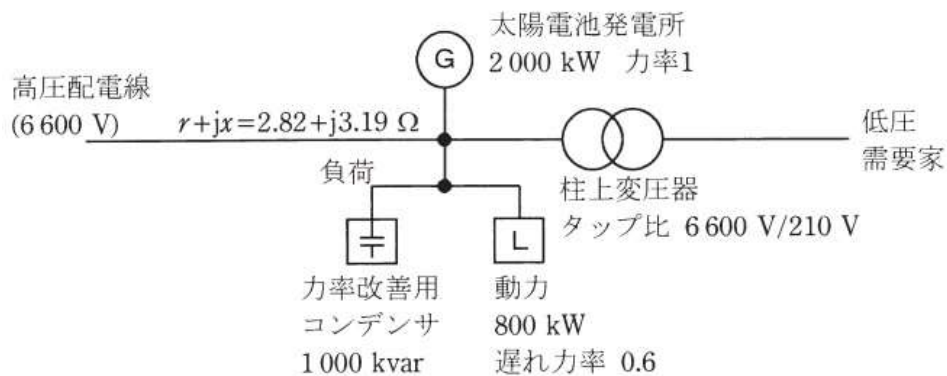 太陽電池発電所
G
2 000 kW 力率1
高圧配電線
(6 600 V)
r+jx=2.82+j3.19 Ω
低圧
需要家
負荷
柱上変圧器
タップ比 6 600 V/210 V
L
力率改善用
コンデンサ
1 000 kvar
動力
800 kW
遅れ力率 0.6